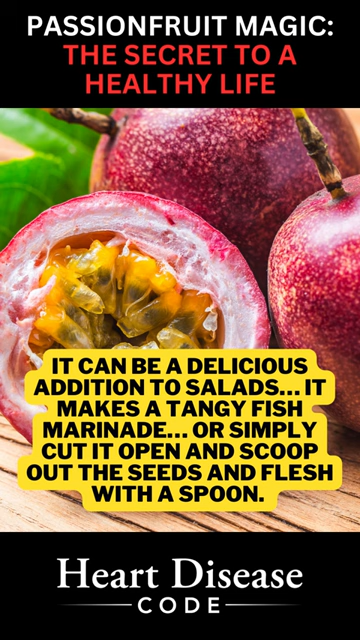 PASSIONFRUIT MAGIC:
THE SECRET TO A
HEALTHY LIFE
IT CAN BE A DELICIOUS
ADDITION TO SALADS... IT
MAKES A TANGY FISH
MARINADE... OR SIMPLY
CUT IT OPEN AND SCOOP
OUT THE SEEDS AND FLESH
WITH A SPOON.
Heart Disease
CODE